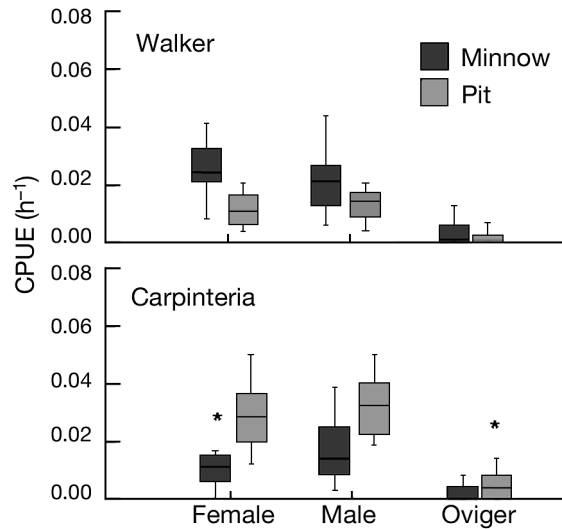 0.08
Walker
Minnow
Pit
0.06
0.04
0.02
0.00
CPUE (h⁻¹)
0.08
Carpinteria
0.06
0.04
*
*
0.02
0.00
Female Male Oviger